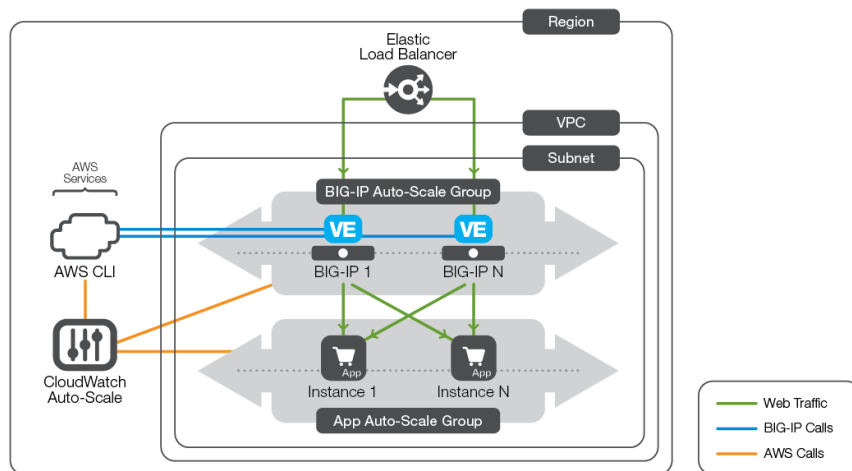 Region
Elastic
Load Balancer
VPC
Subnet
AWS
Services
BIG-IP Auto-Scale Group
VE
VE
AWS CLI
BIG-IP 1
BIG-IP N
App
App
CloudWatch
Auto-Scale
Instance 1
Instance N
App Auto-Scale Group
Web Traffic
BIG-IP Calls
AWS Calls